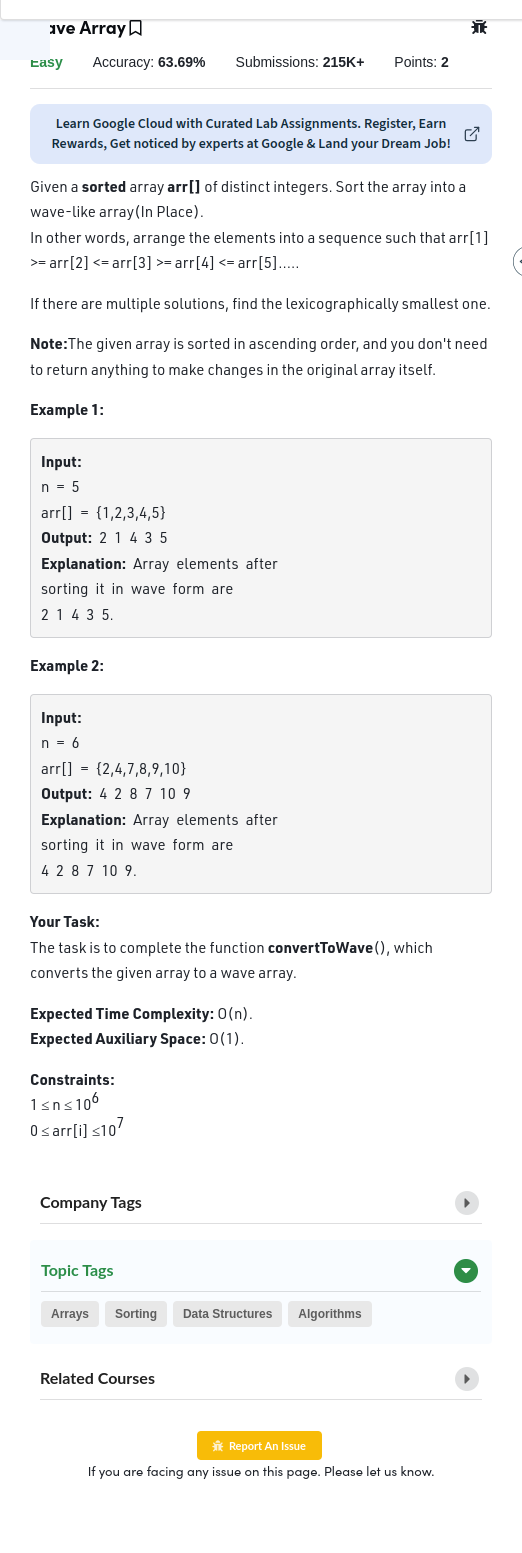 ave Array
Easy Accuracy: 63.69% Submissions: 215K+ Points: 2
Learn Google Cloud with Curated Lab Assignments. Register, Earn
Rewards, Get noticed by experts at Google & Land your Dream Job!
Given a sorted array arr[] of distinct integers. Sort the array into a
wave-like array(In Place).
In other words, arrange the elements into a sequence such that arr[1]
>= arr[2] <= arr[3] >= arr[4] <= arr[5].....
If there are multiple solutions, find the lexicographically smallest one.
Note:The given array is sorted in ascending order, and you don't need
to return anything to make changes in the original array itself.
Example 1:
Input:
n = 5
arr[] = {1,2,3,4,5}
Output: 2 1 4 3 5
Explanation: Array elements after
sorting it in wave form are
2 1 4 3 5.
Example 2:
Input:
n = 6
arr[] = {2,4,7,8,9,10}
Output: 4 2 8 7 10 9
Explanation: Array elements after
sorting it in wave form are
4 2 8 7 10 9.
Your Task:
The task is to complete the function convertToWave(), which
converts the given array to a wave array.
Expected Time Complexity: O(n).
Expected Auxiliary Space: O(1).
Constraints:
1 ≤ n ≤ 10⁶
0 ≤ arr[i] ≤10⁷
Company Tags
Topic Tags
Arrays Sorting Data Structures Algorithms
Related Courses
Report An Issue
If you are facing any issue on this page. Please let us know.